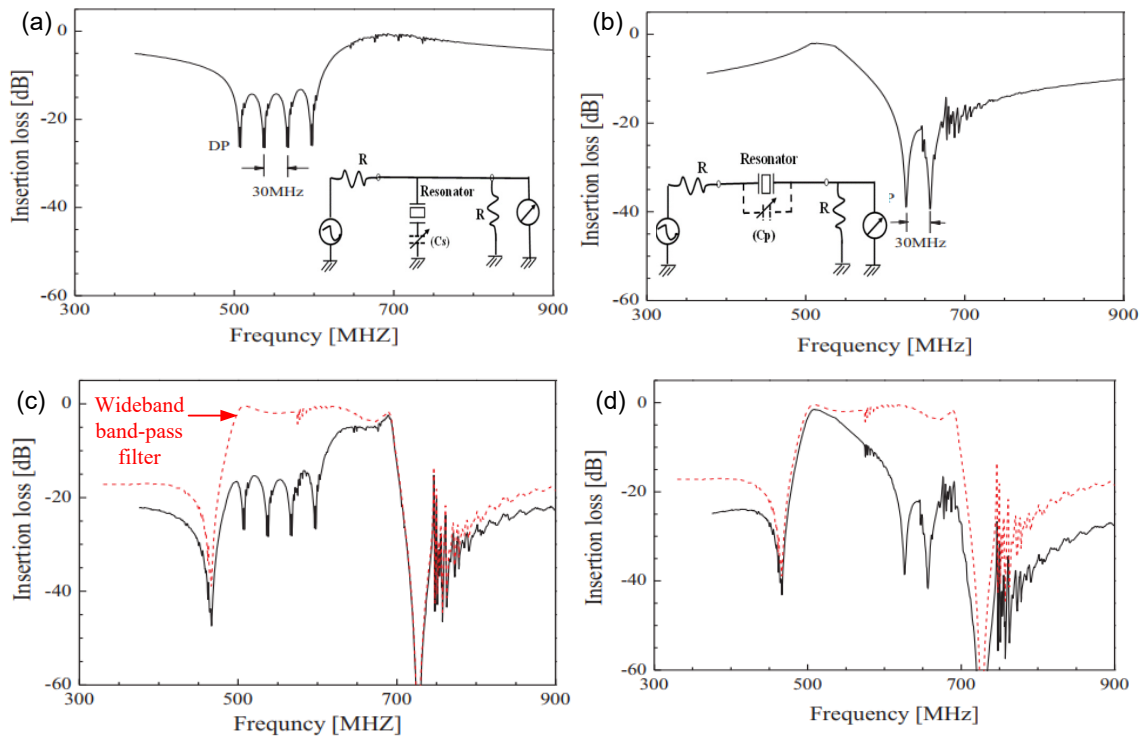 (a)
0
-20
-40
-60
Insertion loss [dB]
DP
30MHz
R
Resonator
(Cs)
R
300
500
700
900
Frequncy [MHZ]
(b)
0
-20
-40
-60
Insertion loss [dB]
R
Resonator
(Cp)
R
P
30MHz
300
500
700
900
Frequency [MHz]
(c)
0
-20
-40
-60
Insertion loss [dB]
Wideband
band-pass
filter
300
500
700
900
Frequncy [MHZ]
(d)
0
-20
-40
-60
Insertion loss [dB]
300
500
700
900
Frequency [MHz]